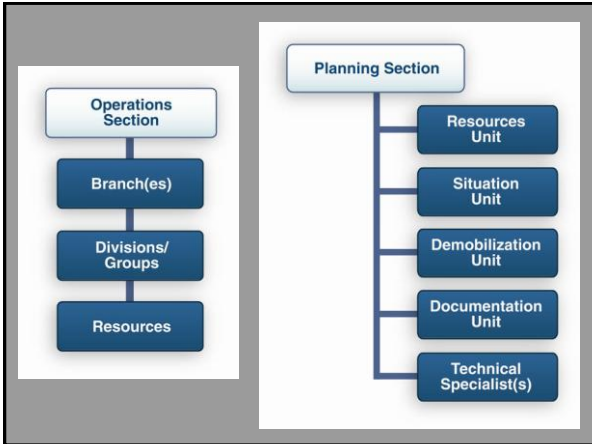 Operations
Section
Branch(es)
Divisions/
Groups
Resources
Planning Section
Resources
Unit
Situation
Unit
Demobilization
Unit
Documentation
Unit
Technical
Specialist(s)